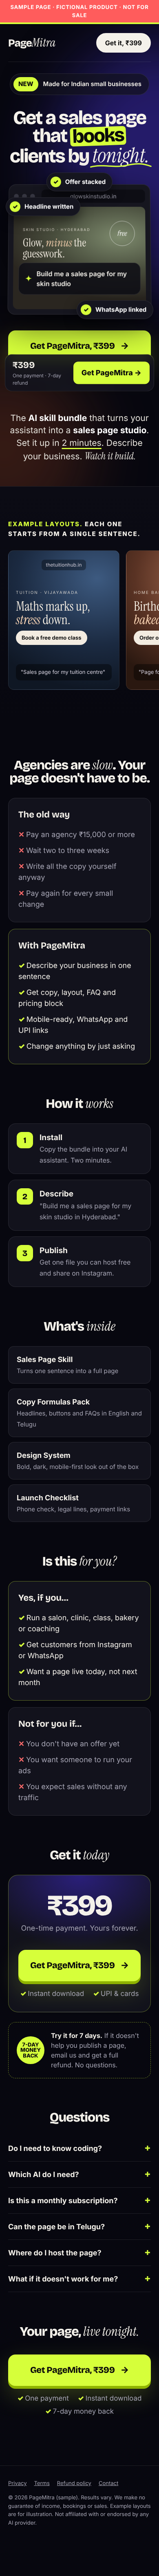 SAMPLE PAGE · FICTIONAL PRODUCT · NOT FOR
SALE
PageMitra
Get it, ₹399
NEW Made for Indian small businesses
Get a sales page
that books
clients by tonight.
Offer stacked
glowskinstudio.in
Headline written
SKIN STUDIO · HYDERABAD
Glow, minus the
guesswork.
free
Build me a sales page for my
skin studio
WhatsApp linked
Get PageMitra, ₹399 →
₹399
One payment · 7-day
refund
Get PageMitra →
The AI skill bundle that turns your
assistant into a sales page studio.
Set it up in 2 minutes. Describe
your business. Watch it build.
EXAMPLE LAYOUTS. EACH ONE
STARTS FROM A SINGLE SENTENCE.
thetuitionhub.in
TUITION · VIJAYAWADA
Maths marks up,
stress down.
Book a free demo class
"Sales page for my tuition centre"
HOME BA
Birth
baked
Order o
"Page fo
Agencies are slow. Your
page doesn't have to be.
The old way
✕ Pay an agency ₹15,000 or more
✕ Wait two to three weeks
✕ Write all the copy yourself
anyway
✕ Pay again for every small
change
With PageMitra
✓ Describe your business in one
sentence
✓ Get copy, layout, FAQ and
pricing block
✓ Mobile-ready, WhatsApp and
UPI links
✓ Change anything by just asking
How it works
1 Install
Copy the bundle into your AI
assistant. Two minutes.
2 Describe
"Build me a sales page for my
skin studio in Hyderabad."
3 Publish
Get one file you can host free
and share on Instagram.
What's inside
Sales Page Skill
Turns one sentence into a full page
Copy Formulas Pack
Headlines, buttons and FAQs in English and
Telugu
Design System
Bold, dark, mobile-first look out of the box
Launch Checklist
Phone check, legal lines, payment links
Is this for you?
Yes, if you...
✓ Run a salon, clinic, class, bakery
or coaching
✓ Get customers from Instagram
or WhatsApp
✓ Want a page live today, not next
month
Not for you if...
✕ You don't have an offer yet
✕ You want someone to run your
ads
✕ You expect sales without any
traffic
Get it today
₹399
One-time payment. Yours forever.
Get PageMitra, ₹399 →
✓ Instant download ✓ UPI & cards
7-DAY
MONEY
BACK
Try it for 7 days. If it doesn't
help you publish a page,
email us and get a full
refund. No questions.
Questions
Do I need to know coding? +
Which AI do I need? +
Is this a monthly subscription? +
Can the page be in Telugu? +
Where do I host the page? +
What if it doesn't work for me? +
Your page, live tonight.
Get PageMitra, ₹399 →
✓ One payment ✓ Instant download
✓ 7-day money back
Privacy Terms Refund policy Contact
© 2026 PageMitra (sample). Results vary. We make no
guarantee of income, bookings or sales. Example layouts
are for illustration. Not affiliated with or endorsed by any
AI provider.